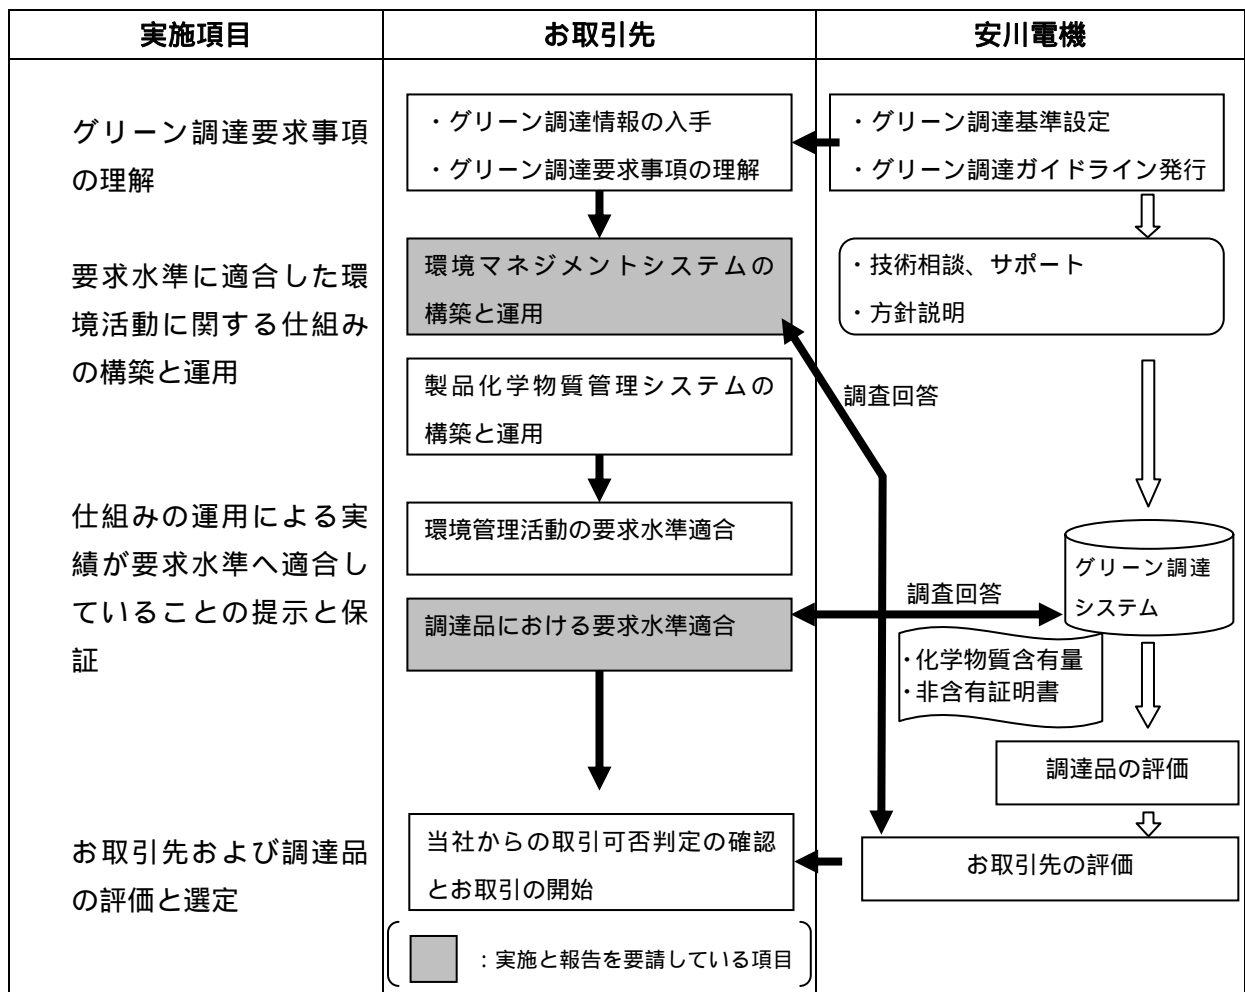 実施項目
お取引先
安川電機
グリーン調達要求事項
の理解
・グリーン調達情報の入手
・グリーン調達要求事項の理解
・グリーン調達基準設定
・グリーン調達ガイドライン発行
要求水準に適合した環
境活動に関する仕組み
の構築と運用
環境マネジメントシステムの
構築と運用
・技術相談、サポート
・方針説明
製品化学物質管理システムの
構築と運用
調査回答
仕組みの運用による実
績が要求水準へ適合し
ていることの提示と保
証
環境管理活動の要求水準適合
調達品における要求水準適合
調査回答
グリーン調達
システム
・化学物質含有量
・非含有証明書
調達品の評価
お取引先および調達品
の評価と選定
当社からの取引可否判定の確認
とお取引の開始
お取引先の評価
：実施と報告を要請している項目